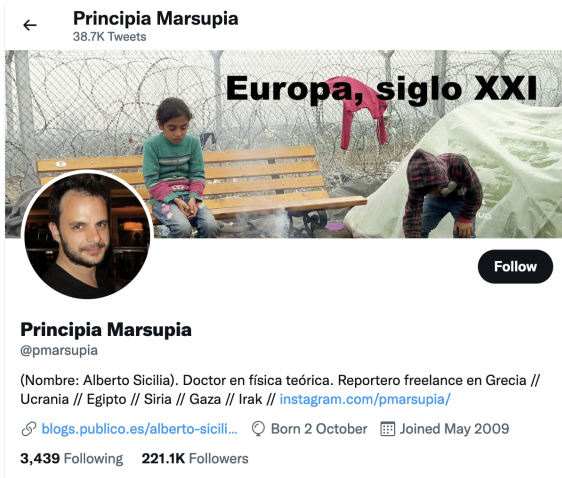 Principia Marsupia
38.7K Tweets
Europa, siglo XXI
Follow
Principia Marsupia
@pmarsupia
(Nombre: Alberto Sicilia). Doctor en física teórica. Reportero freelance en Grecia //
Ucrania // Egipto // Siria // Gaza // Irak // instagram.com/pmarsupia/
blogs.publico.es/alberto-sicili... Born 2 October Joined May 2009
3,439 Following 221.1K Followers